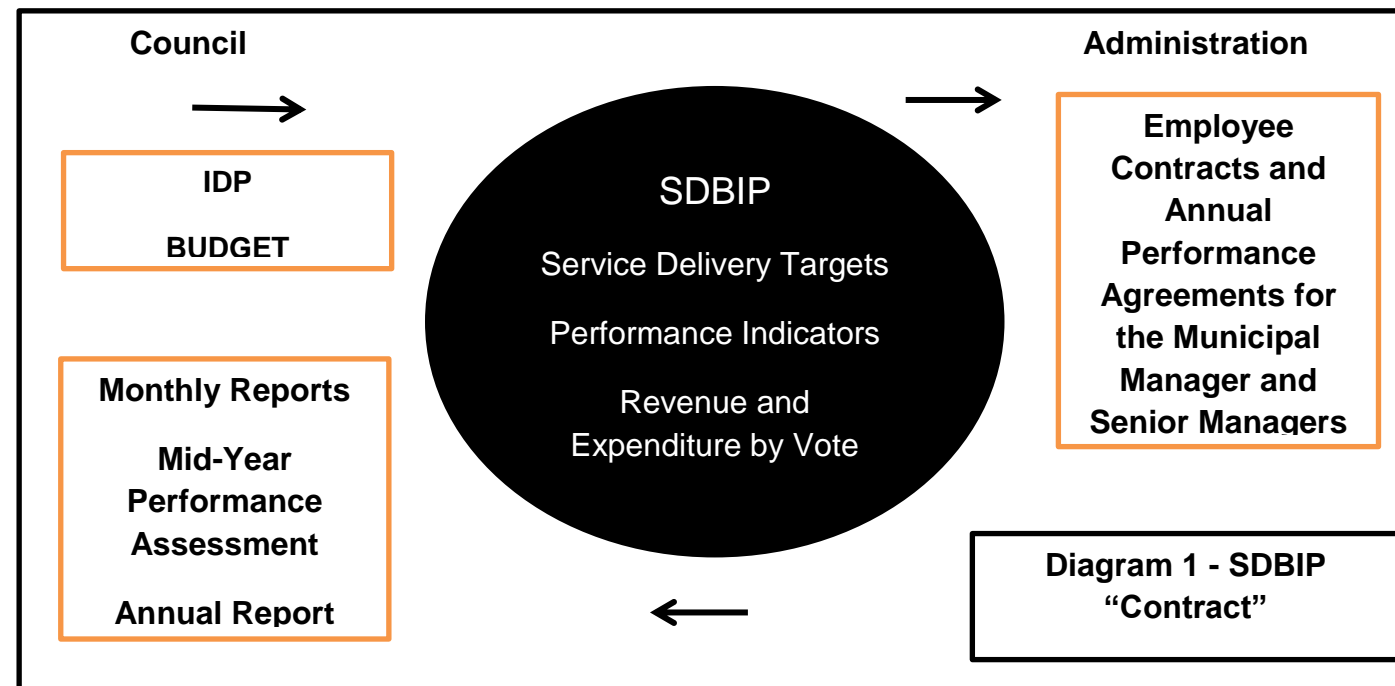 Council
Administration
IDP
BUDGET
Monthly Reports
Mid-Year
Performance
Assessment
Annual Report
SDBIP
Service Delivery Targets
Performance Indicators
Revenue and
Expenditure by Vote
Employee
Contracts and
Annual
Performance
Agreements for
the Municipal
Manager and
Senior Managers
Diagram 1 - SDBIP
“Contract”